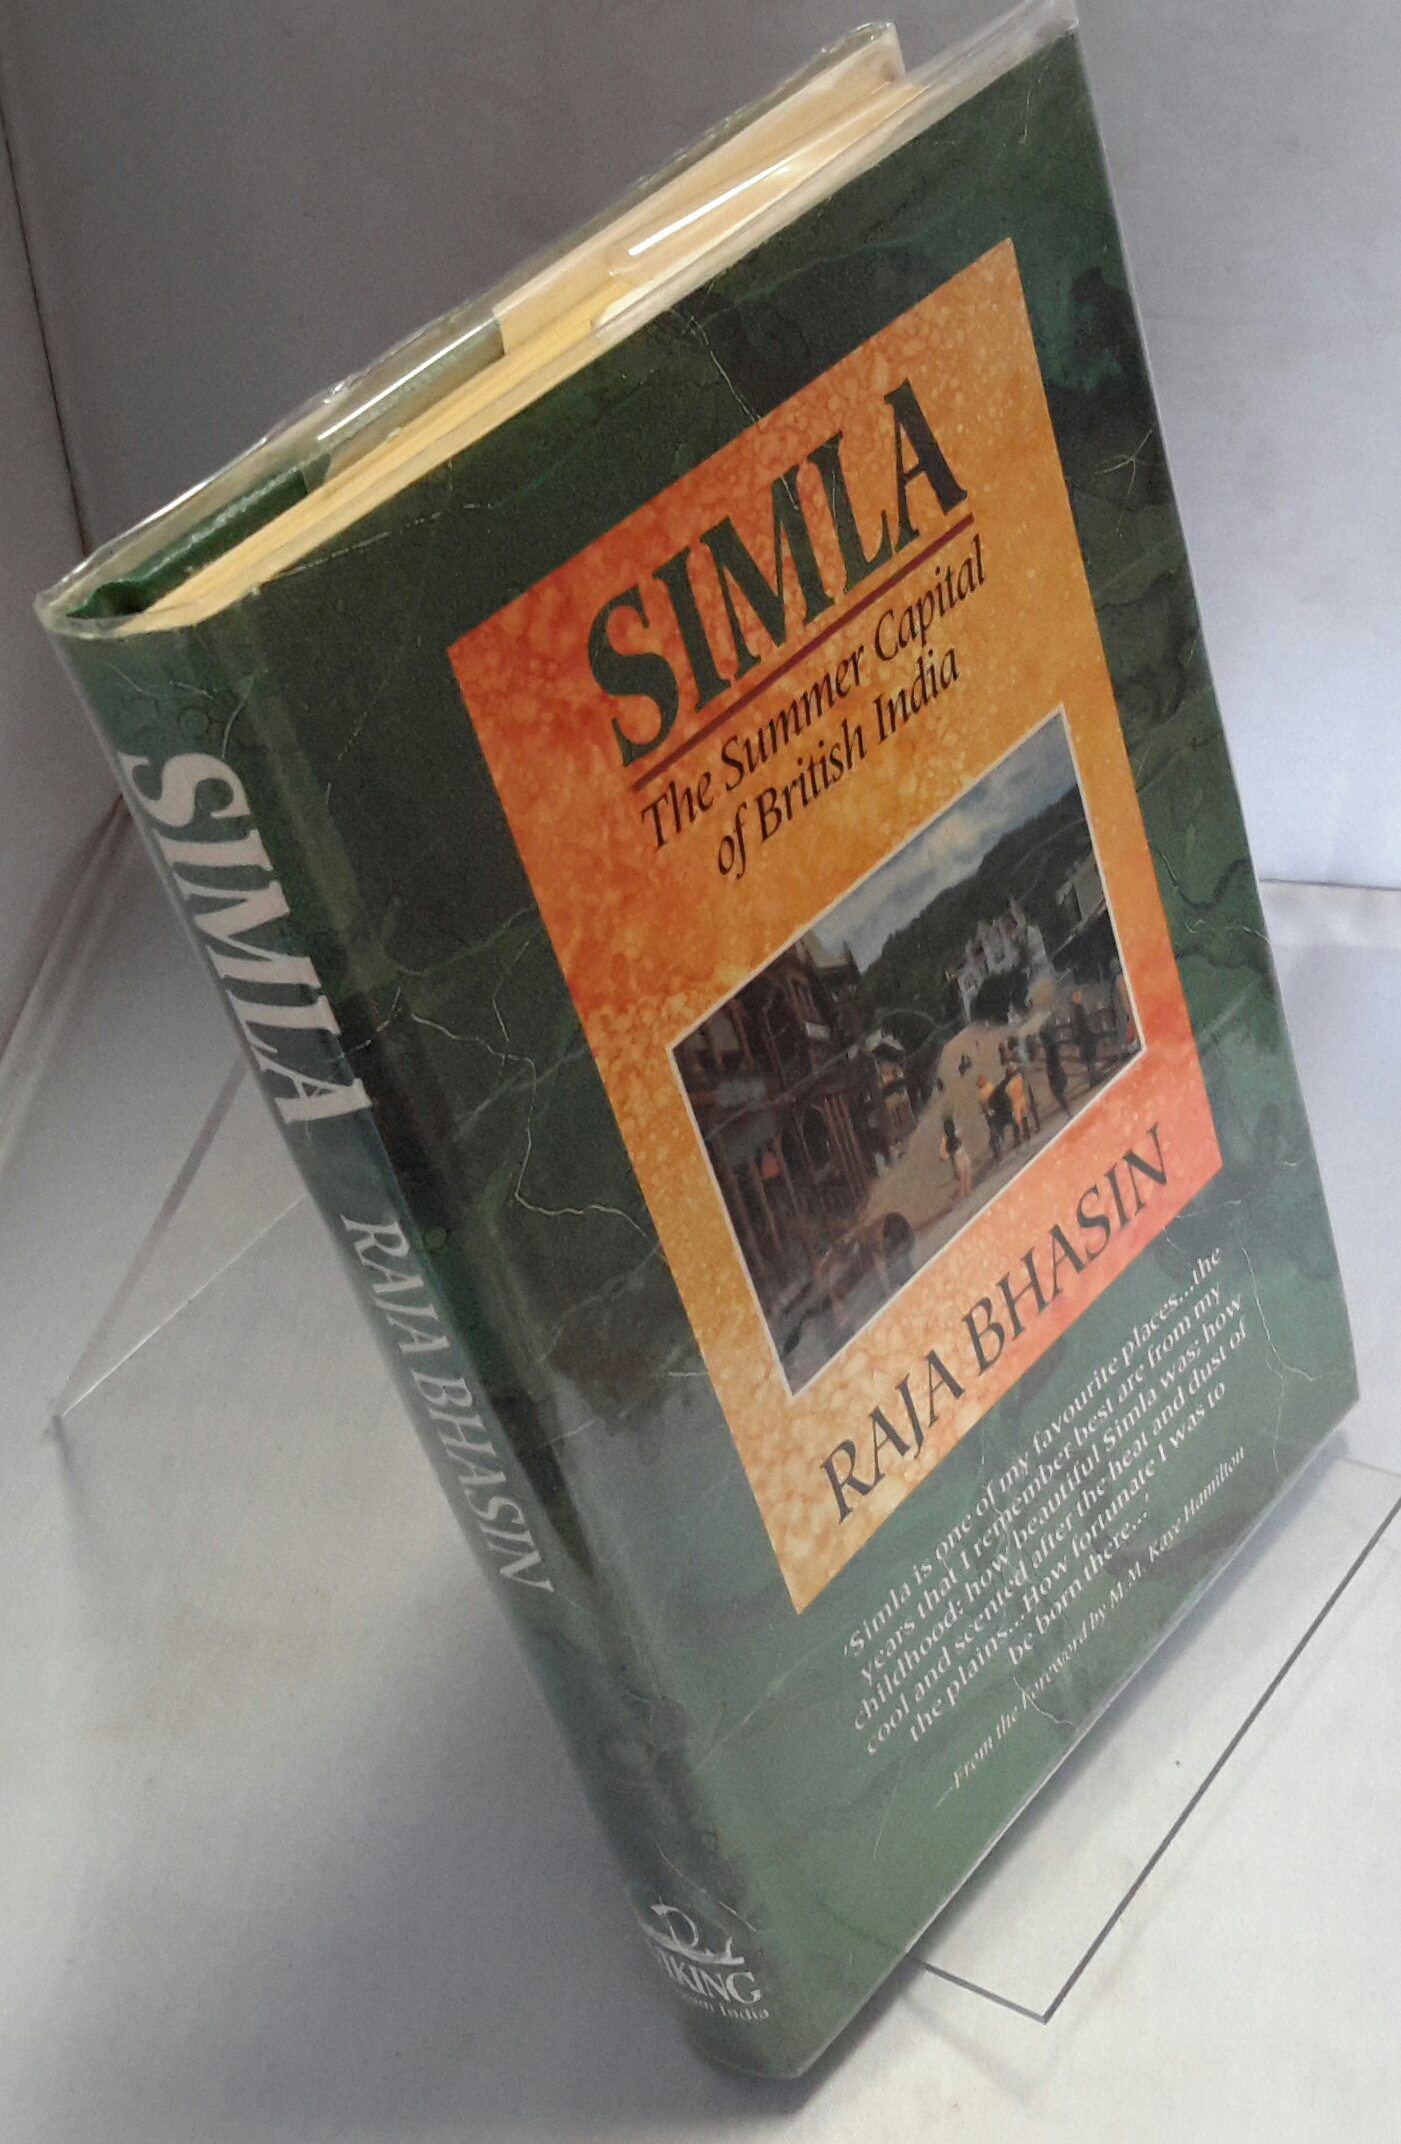 SIMLA
The Summer Capital
of British India
RAJA BHASIN
'Simla is one of my favourite places...the
years that I remember best are from my
childhood; how beautiful Simla was; how
cool and scented after the heat and dust of
the plains...How fortunate I was to
be born there...'
—From the Foreword by M.M. Kaye Hamilton
SIMLA RAJA BHASIN
VIKING
India